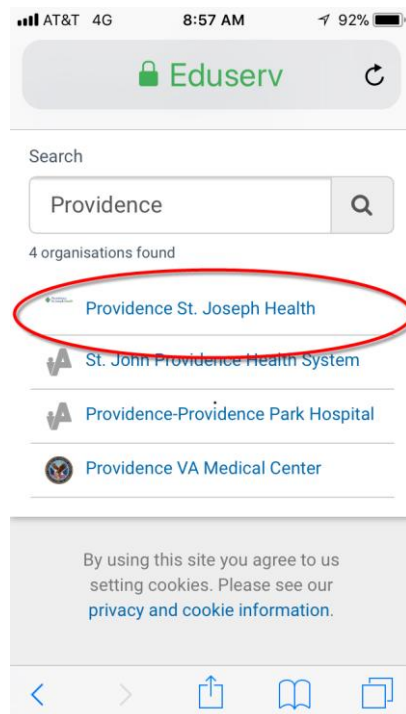 AT&T 4G 8:57 AM 92%
Eduserv
Search
Providence
4 organisations found
Providence St. Joseph Health
St. John Providence Health System
Providence-Providence Park Hospital
Providence VA Medical Center
By using this site you agree to us
setting cookies. Please see our
privacy and cookie information.